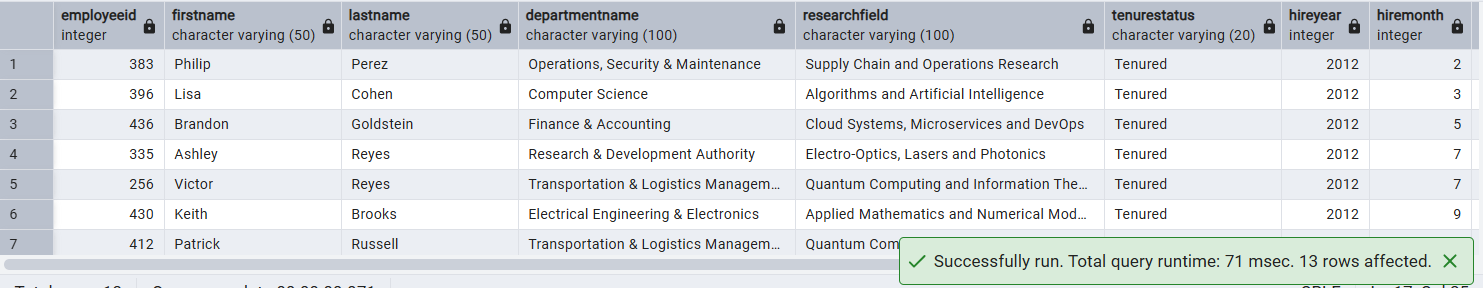 employeeid firstname lastname departmentname researchfield tenurestatus hireyear hiremonth
integer character varying (50) character varying (50) character varying (100) character varying (100) character varying (20) integer integer
1 383 Philip Perez Operations, Security & Maintenance Supply Chain and Operations Research Tenured 2012 2
2 396 Lisa Cohen Computer Science Algorithms and Artificial Intelligence Tenured 2012 3
3 436 Brandon Goldstein Finance & Accounting Cloud Systems, Microservices and DevOps Tenured 2012 5
4 335 Ashley Reyes Research & Development Authority Electro-Optics, Lasers and Photonics Tenured 2012 7
5 256 Victor Reyes Transportation & Logistics Managem... Quantum Computing and Information The... Tenured 2012 7
6 430 Keith Brooks Electrical Engineering & Electronics Applied Mathematics and Numerical Mod... Tenured 2012 9
7 412 Patrick Russell Transportation & Logistics Managem... Quantum Com
Successfully run. Total query runtime: 71 msec. 13 rows affected.